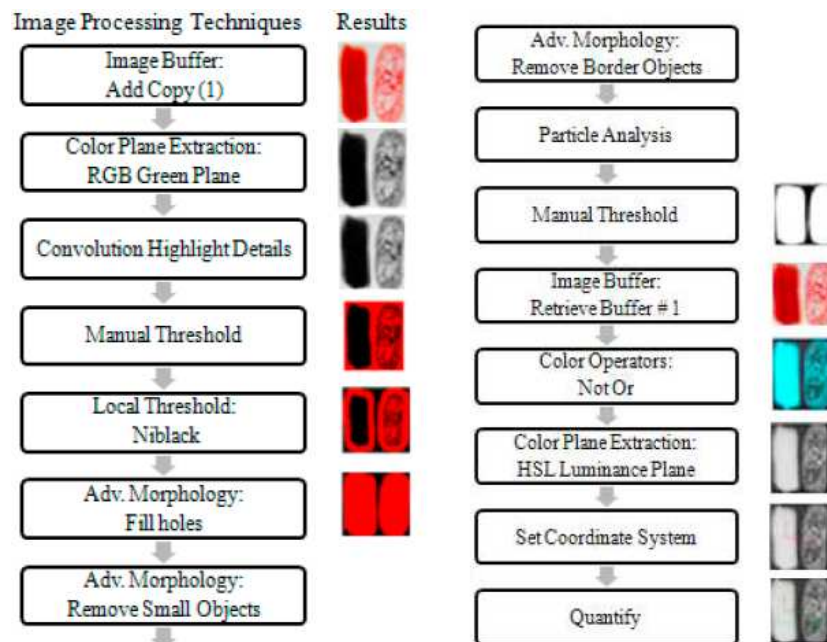 Image Processing Techniques Results
Image Buffer:
Add Copy (1)
Color Plane Extraction:
RGB Green Plane
Convolution Highlight Details
Manual Threshold
Local Threshold:
Niblack
Adv. Morphology:
Fill holes
Adv. Morphology:
Remove Small Objects
Adv. Morphology:
Remove Border Objects
Particle Analysis
Manual Threshold
Image Buffer:
Retrieve Buffer # 1
Color Operators:
Not Or
Color Plane Extraction:
HSL Luminance Plane
Set Coordinate System
Quantify